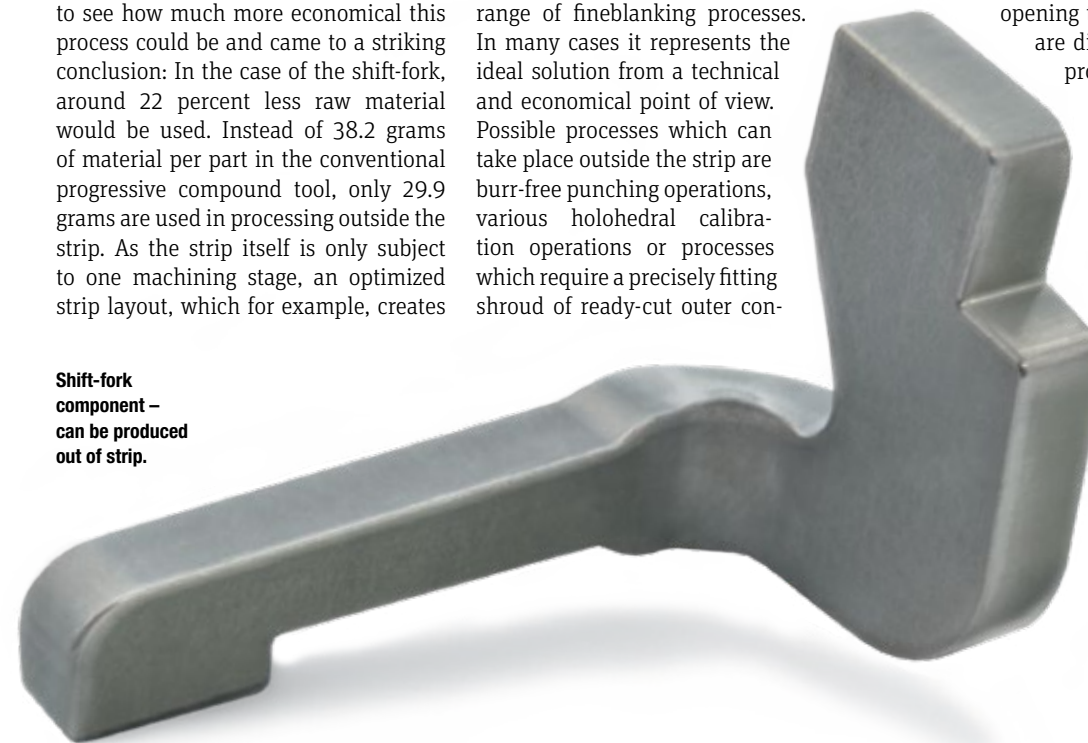 to see how much more economical this
process could be and came to a striking
conclusion: In the case of the shift-fork,
around 22 percent less raw material
would be used. Instead of 38.2 grams
of material per part in the conventional
progressive compound tool, only 29.9
grams are used in processing outside the
strip. As the strip itself is only subject
to one machining stage, an optimized
strip layout, which for example, creates
range of fineblanking processes.
In many cases it represents the
ideal solution from a technical
and economical point of view.
Possible processes which can
take place outside the strip are
burr-free punching operations,
various holohedral calibra-
tion operations or processes
which require a precisely fitting
shroud of ready-cut outer con-
opening
are
Shift-fork
component –
can be produced
out of strip.